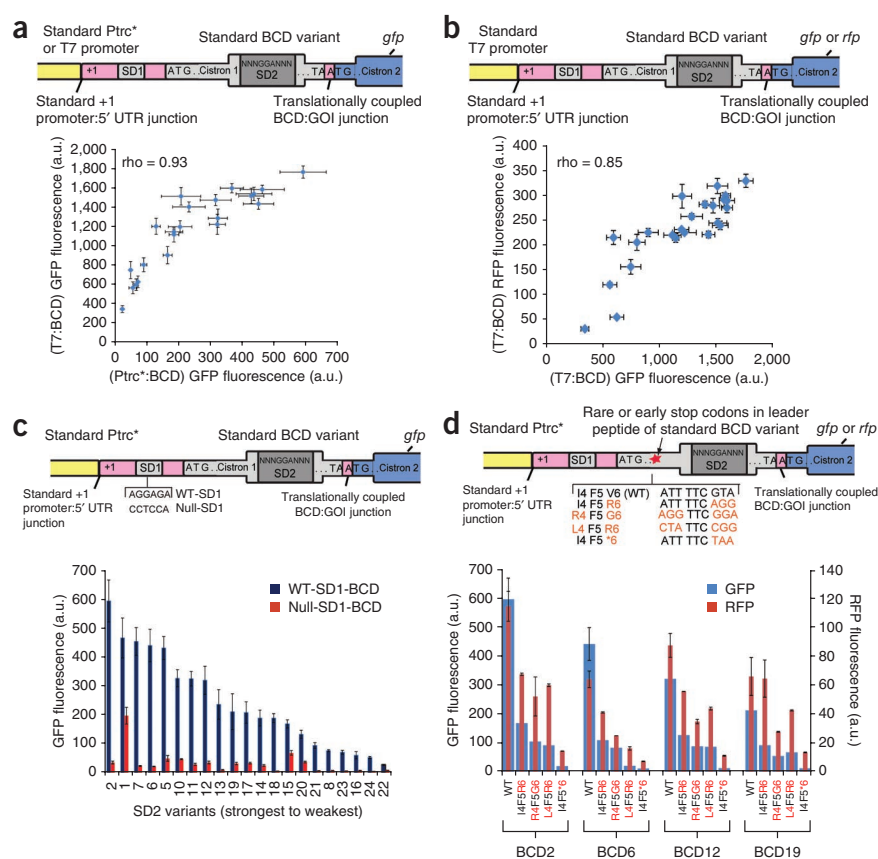 a
Standard Ptrc*
or T7 promoter
Standard BCD variant
gfp
+1
SD1
ATG..Cistron 1
NNNGGANNN
SD2
...TAATG..
Cistron 2
Standard +1
promoter:5′ UTR junction
Translationally coupled
BCD:GOI junction
rho = 0.93
(T7:BCD) GFP fluorescence (a.u.)
2,000
1,800
1,600
1,400
1,200
1,000
800
600
400
200
0
0 100 200 300 400 500 600 700
(Ptrc*:BCD) GFP fluorescence (a.u.)
b
Standard
T7 promoter
Standard BCD variant
gfp or rfp
+1
SD1
ATG..Cistron 1
NNNGGANNN
SD2
...TAATG..
Cistron 2
Standard +1
promoter:5′ UTR junction
Translationally coupled
BCD:GOI junction
rho = 0.85
(T7:BCD) RFP fluorescence (a.u.)
400
350
300
250
200
150
100
50
0
0 500 1,000 1,500 2,000
(T7:BCD) GFP fluorescence (a.u.)
c
Standard Ptrc*
Standard BCD variant
gfp
+1
SD1
ATG..Cistron 1
NNNGGANNN
SD2
...TAATG..
Cistron 2
Standard +1
promoter:5′ UTR
junction
AGGAGA WT-SD1
CCTCCA Null-SD1
Translationally coupled
BCD:GOI junction
GFP fluorescence (a.u.)
700
600
500
400
300
200
100
0
WT-SD1-BCD
Null-SD1-BCD
2 1 7 6 5 10 11 12 13 19 17 14 18 15 20 21 8 23 16 24 22
SD2 variants (strongest to weakest)
d
Rare or early stop codons in leader
peptide of standard BCD variant
Standard Ptrc*
gfp or rfp
+1
SD1
ATG..
NNNGGANNN
SD2
...TAATG..
Cistron 2
Standard +1
promoter:5′ UTR
junction
I4 F5 V6 (WT) ATT TTC GTA
I4 F5 R6 ATT TTC AGG
R4 F5 G6 AGG TTC GGA
L4 F5 R6 CTA TTC CGG
I4 F5 *6 ATT TTC TAA
Translationally coupled
BCD:GOI junction
GFP fluorescence (a.u.)
700
600
500
400
300
200
100
0
GFP
RFP
140
120
100
80
60
40
20
0
RFP fluorescence (a.u.)
WT I4F5R6 R4F5G6 L4F5R6 I4F5*6 WT I4F5R6 R4F5G6 L4F5R6 I4F5*6 WT I4F5R6 R4F5G6 L4F5R6 I4F5*6 WT I4F5R6 R4F5G6 L4F5R6 I4F5*6
BCD2 BCD6 BCD12 BCD19